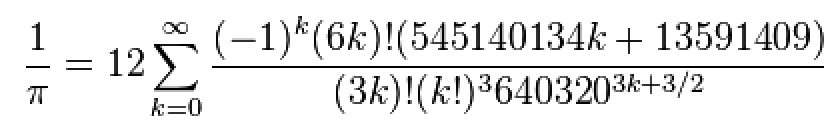 1/π = 12 ∑_{k=0}^{∞} (-1)^k(6k)!(545140134k + 13591409) / (3k)!(k!)^3 640320^{3k+3/2}